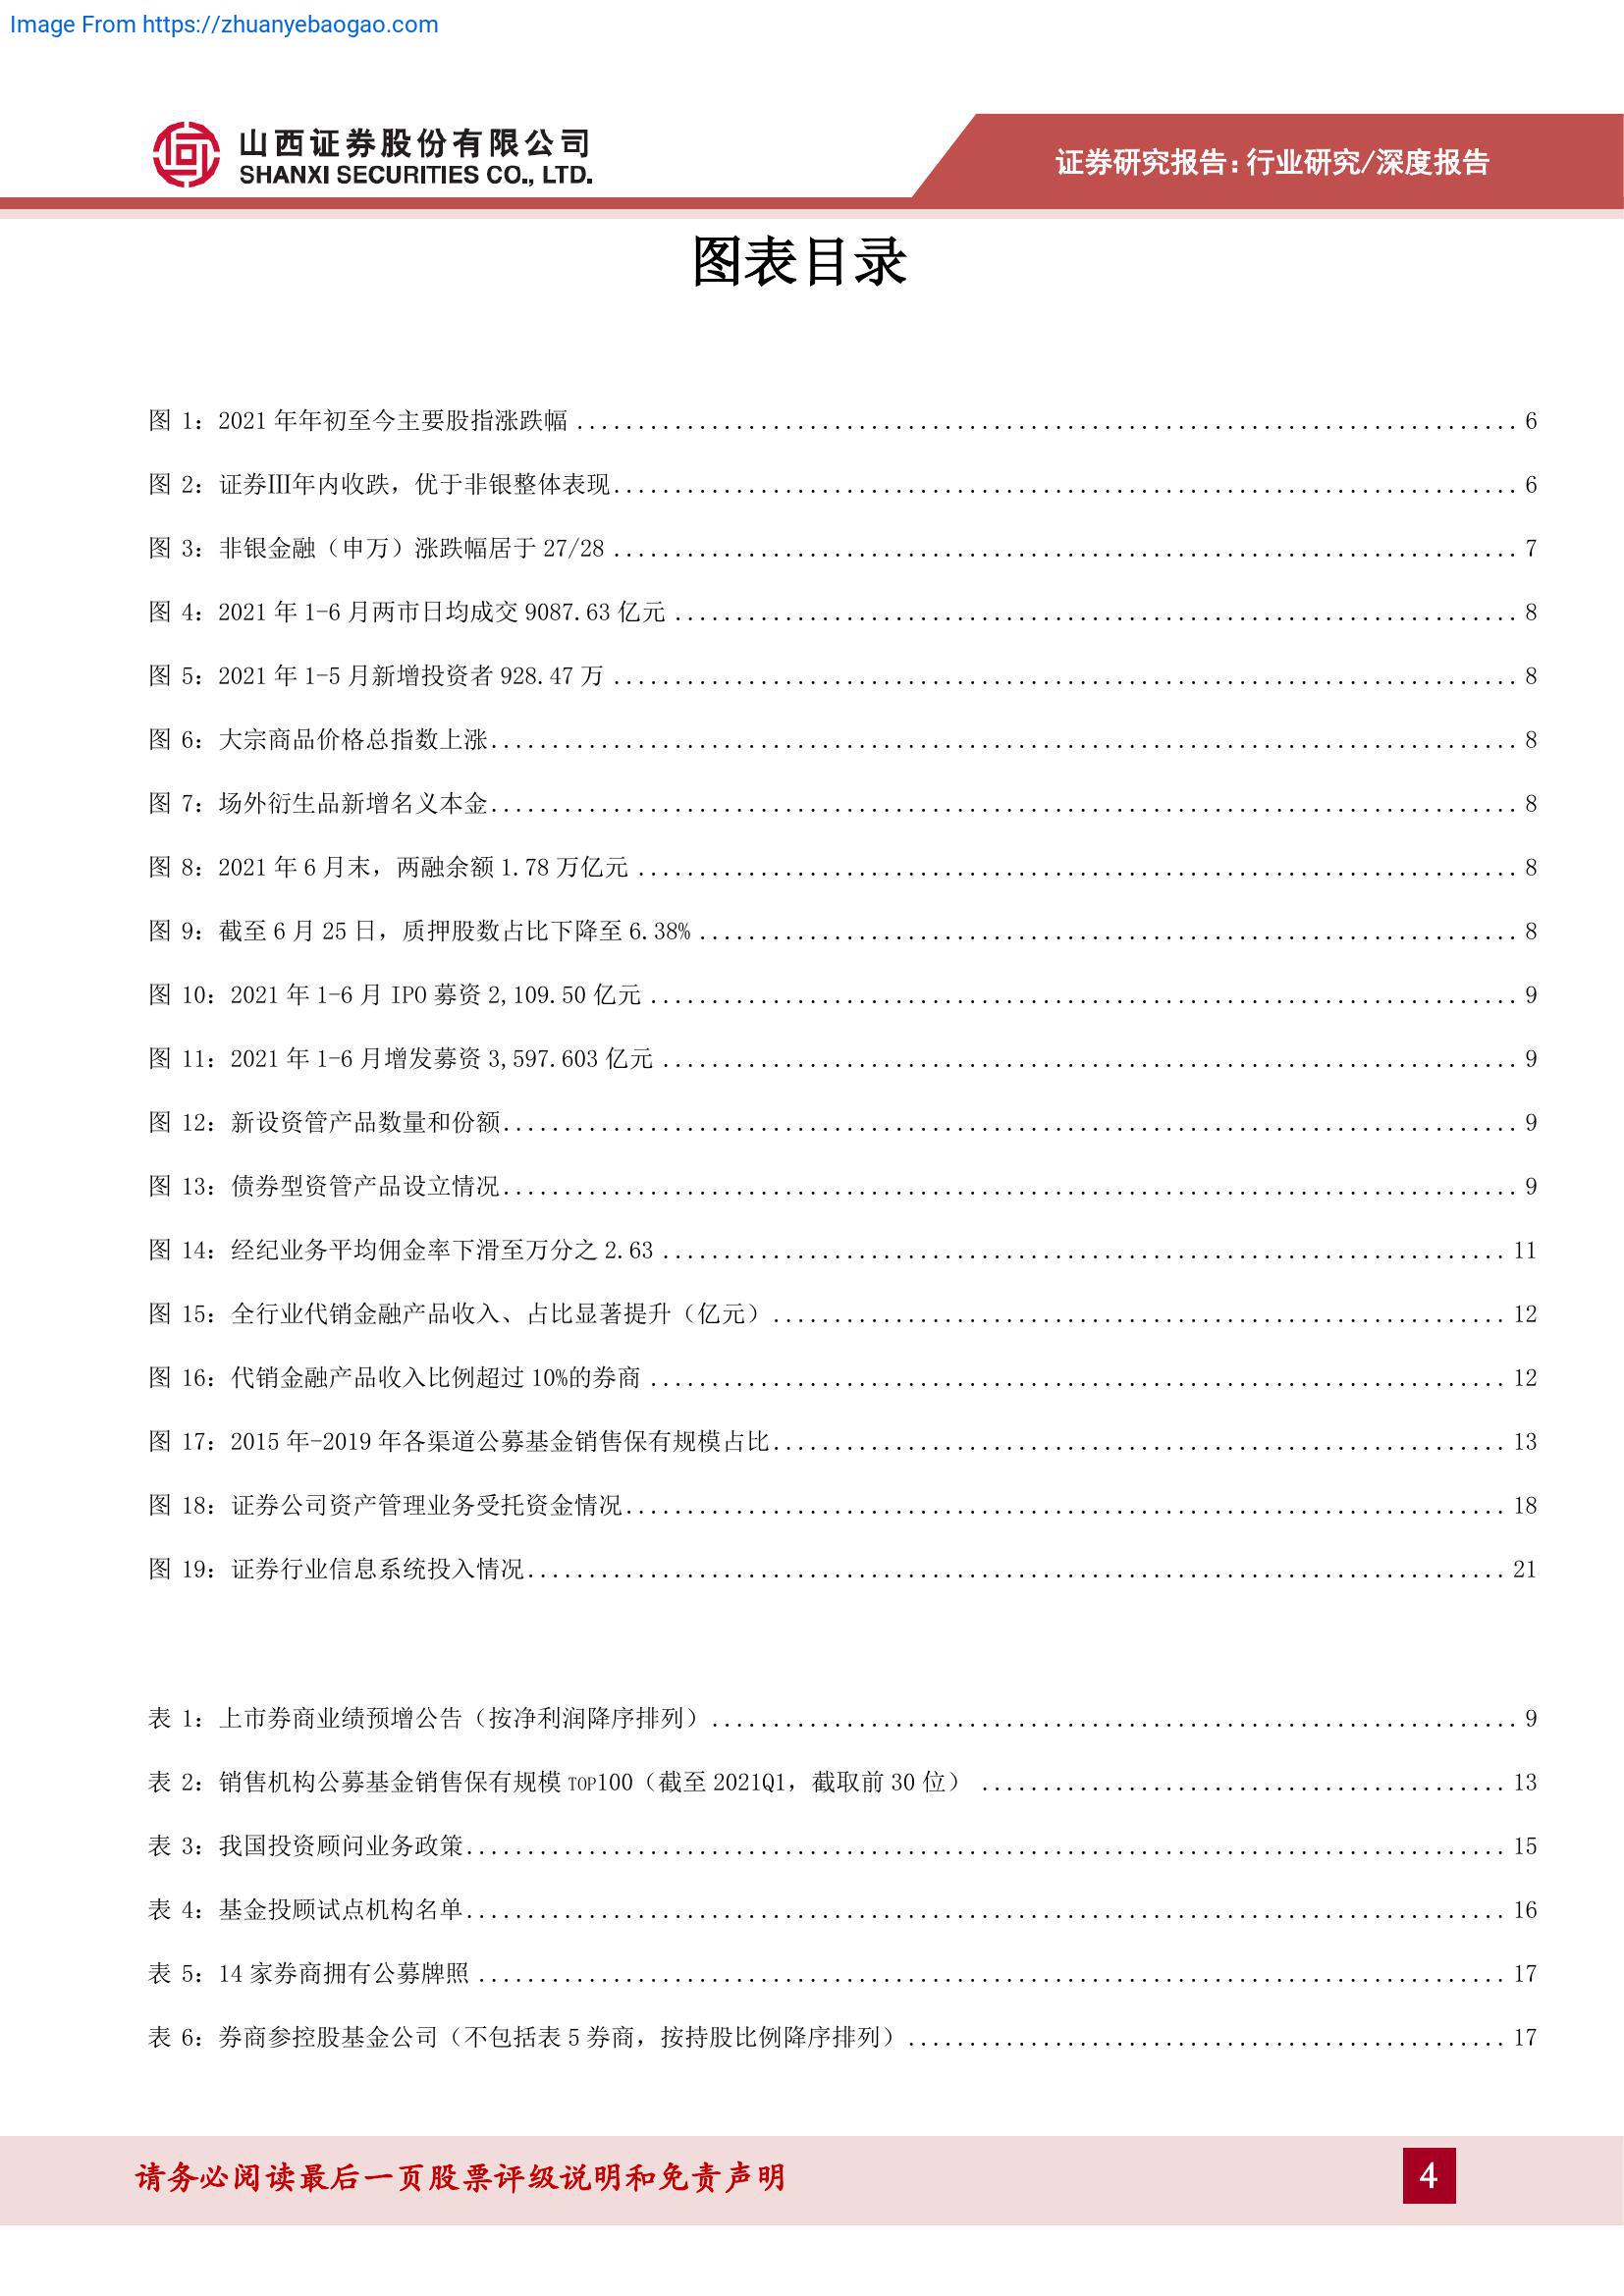 Image From https://zhuanyebaogao.com
山西证券股份有限公司
SHANXI SECURITIES CO., LTD.
证券研究报告:行业研究/深度报告
图表目录
图 1：2021 年年初至今主要股指涨跌幅 ........ 6
图 2：证券Ⅲ年内收跌，优于非银整体表现........ 6
图 3：非银金融（申万）涨跌幅居于 27/28 ........ 7
图 4：2021 年 1-6 月两市日均成交 9087.63 亿元 ........ 8
图 5：2021 年 1-5 月新增投资者 928.47 万 ........ 8
图 6：大宗商品价格总指数上涨........ 8
图 7：场外衍生品新增名义本金........ 8
图 8：2021 年 6 月末，两融余额 1.78 万亿元 ........ 8
图 9：截至 6 月 25 日，质押股数占比下降至 6.38% ........ 8
图 10：2021 年 1-6 月 IPO 募资 2,109.50 亿元 ........ 9
图 11：2021 年 1-6 月增发募资 3,597.603 亿元 ........ 9
图 12：新设资管产品数量和份额........ 9
图 13：债券型资管产品设立情况........ 9
图 14：经纪业务平均佣金率下滑至万分之 2.63 ........ 11
图 15：全行业代销金融产品收入、占比显著提升（亿元）........ 12
图 16：代销金融产品收入比例超过 10%的券商 ........ 12
图 17：2015 年-2019 年各渠道公募基金销售保有规模占比........ 13
图 18：证券公司资产管理业务受托资金情况........ 18
图 19：证券行业信息系统投入情况........ 21
表 1：上市券商业绩预增公告（按净利润降序排列）........ 9
表 2：销售机构公募基金销售保有规模 TOP100（截至 2021Q1，截取前 30 位） ........ 13
表 3：我国投资顾问业务政策........ 15
表 4：基金投顾试点机构名单........ 16
表 5：14 家券商拥有公募牌照 ........ 17
表 6：券商参控股基金公司（不包括表 5 券商，按持股比例降序排列）........ 17
请务必阅读最后一页股票评级说明和免责声明
4